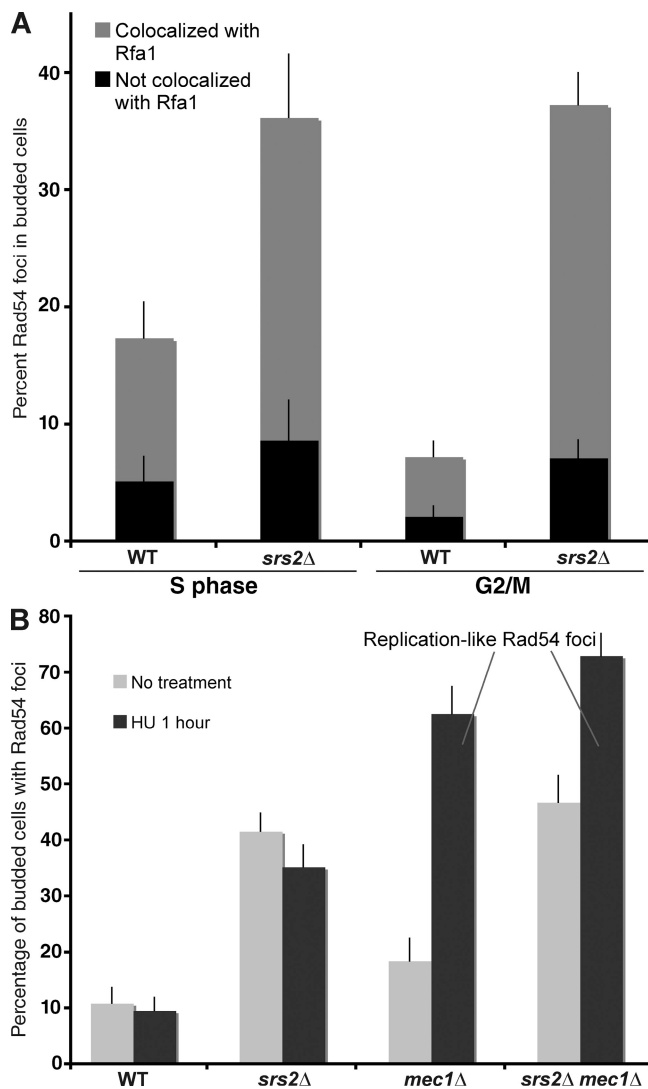 A
Colocalized with
Rfa1
Not colocalized
with Rfa1
Percent Rad54 foci in budded cells
40
30
20
10
0
WT
srs2Δ
WT
srs2Δ
S phase
G2/M
B
Replication-like Rad54 foci
No treatment
HU 1 hour
Percentage of budded cells with Rad54 foci
80
70
60
50
40
30
20
10
0
WT
srs2Δ
mec1Δ
srs2Δ mec1Δ